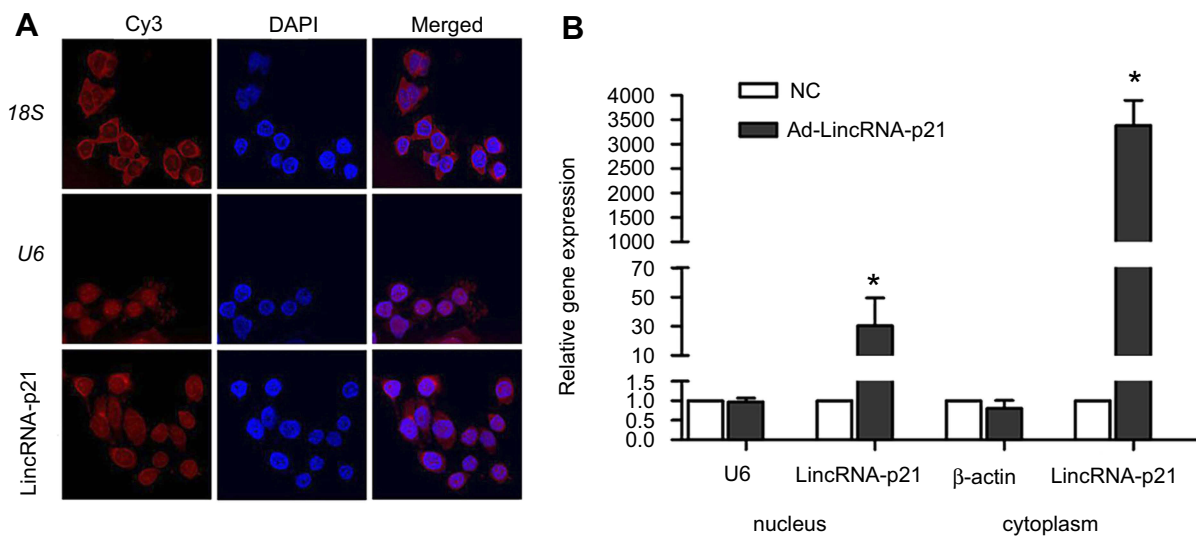 A
Cy3 DAPI Merged
18S
U6
LincRNA-p21
B
NC
Ad-LincRNA-p21
Relative gene expression
4000
3500
3000
2500
2000
1500
1000
70
50
30
10
1.5
1.0
0.5
0.0
*
*
U6 LincRNA-p21 β-actin LincRNA-p21
nucleus cytoplasm